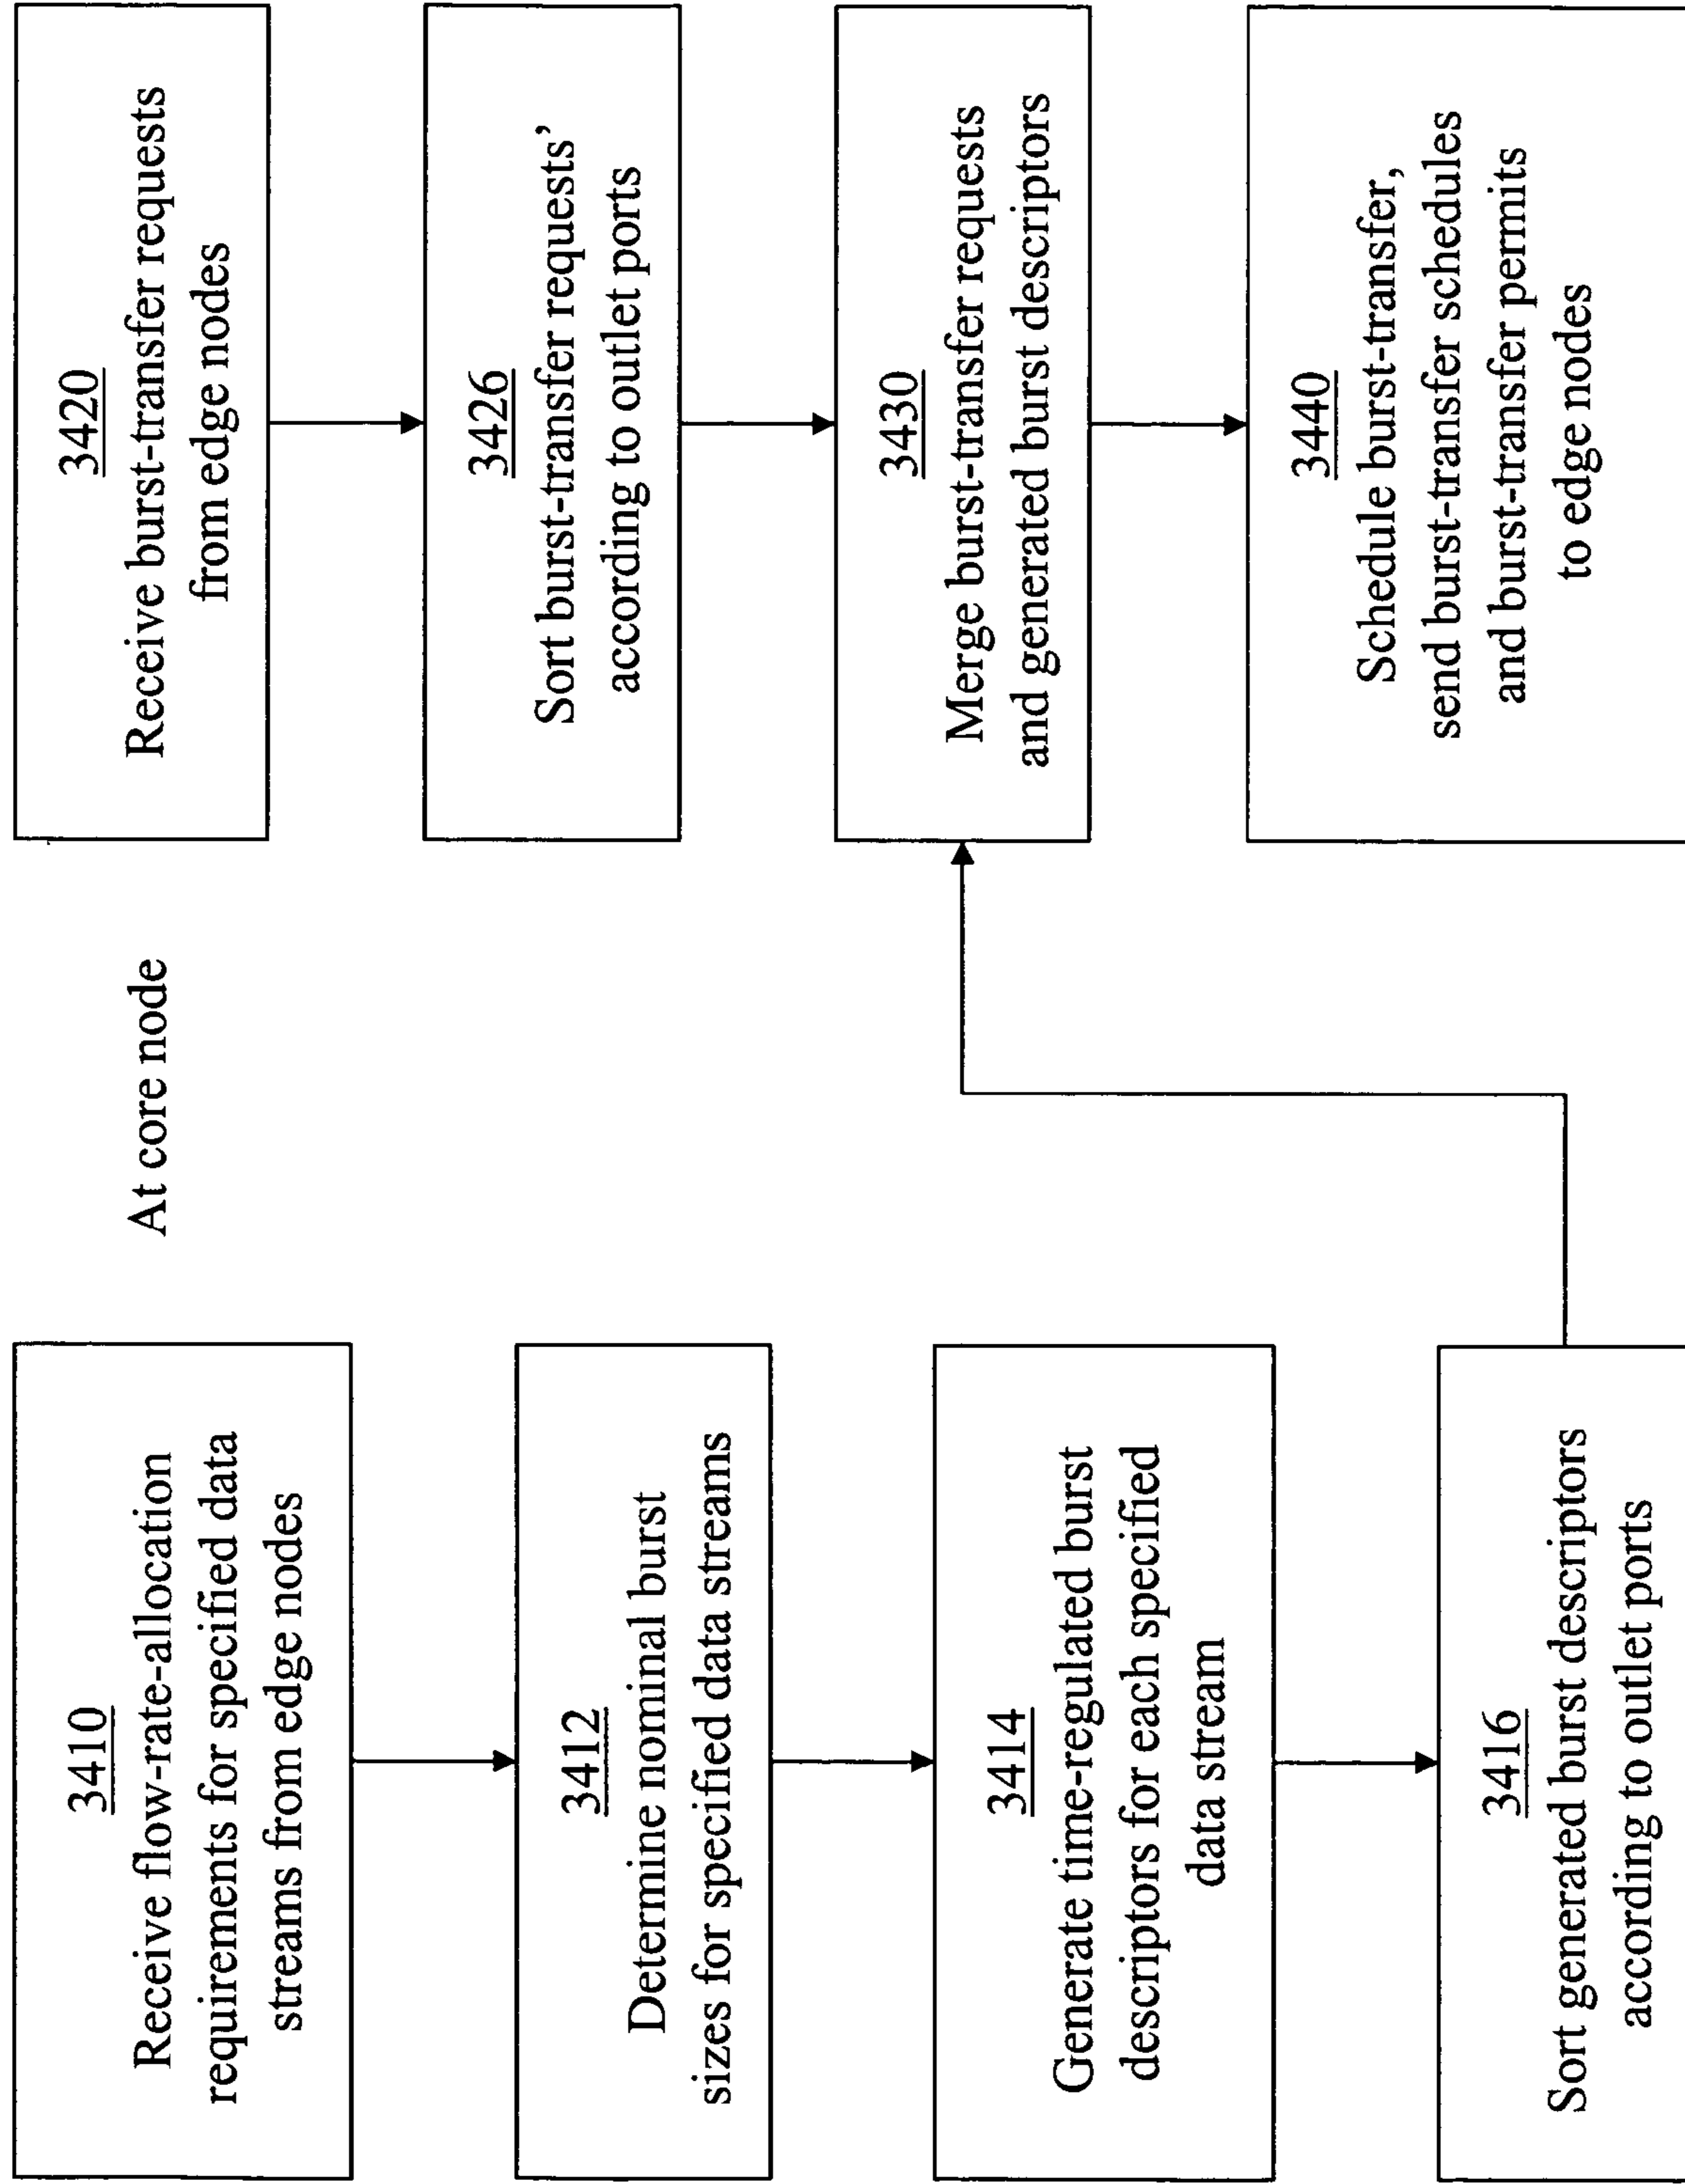 At core node
3410
Receive flow-rate-allocation
requirements for specified data
streams from edge nodes
3412
Determine nominal burst
sizes for specified data streams
3414
Generate time-regulated burst
descriptors for each specified
data stream
3416
Sort generated burst descriptors
according to outlet ports
3420
Receive burst-transfer requests
from edge nodes
3426
Sort burst-transfer requests’
according to outlet ports
3430
Merge burst-transfer requests
and generated burst descriptors
3440
Schedule burst-transfer,
send burst-transfer schedules
and burst-transfer permits
to edge nodes